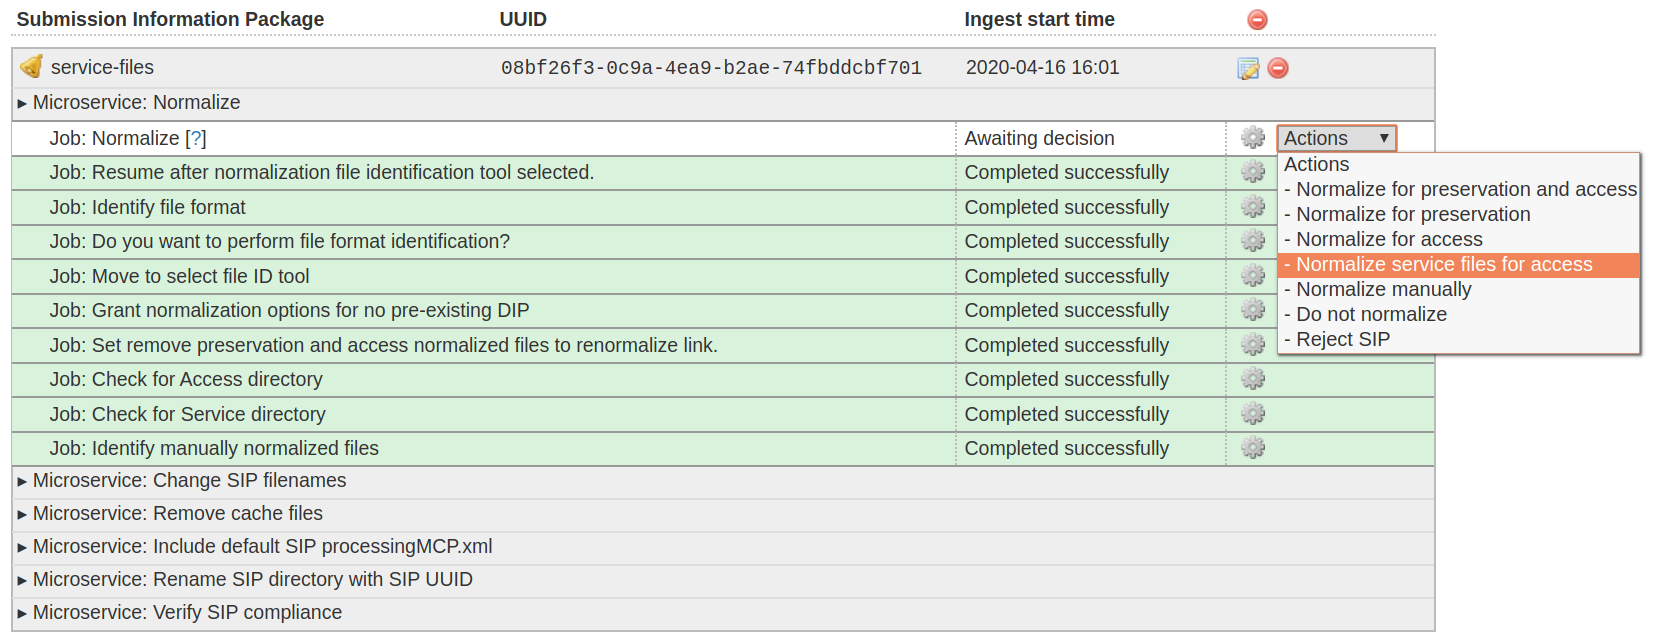 Submission Information Package UUID Ingest start time
service-files 08bf26f3-0c9a-4ea9-b2ae-74fbddcbf701 2020-04-16 16:01
▸ Microservice: Normalize
Job: Normalize [?] Awaiting decision Actions ▼
Actions
Job: Resume after normalization file identification tool selected. Completed successfully
- Normalize for preservation and access
Job: Identify file format Completed successfully
- Normalize for preservation
Job: Do you want to perform file format identification? Completed successfully
- Normalize for access
- Normalize service files for access
Job: Move to select file ID tool Completed successfully
- Normalize manually
Job: Grant normalization options for no pre-existing DIP Completed successfully
- Do not normalize
Job: Set remove preservation and access normalized files to renormalize link. Completed successfully
- Reject SIP
Job: Check for Access directory Completed successfully
Job: Check for Service directory Completed successfully
Job: Identify manually normalized files Completed successfully
▸ Microservice: Change SIP filenames
▸ Microservice: Remove cache files
▸ Microservice: Include default SIP processingMCP.xml
▸ Microservice: Rename SIP directory with SIP UUID
▸ Microservice: Verify SIP compliance